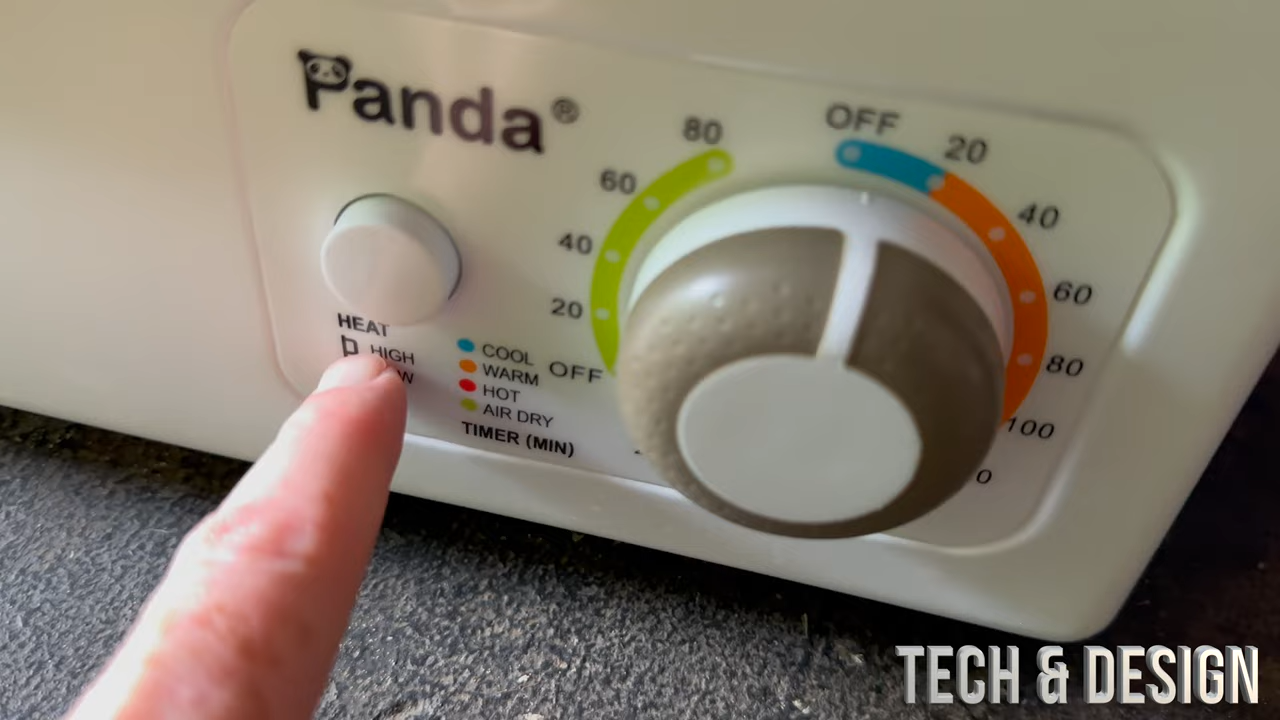 Panda®
OFF
80
20
60
40
40
60
20
80
OFF
100
0
HEAT
HIGH
W
COOL
WARM
HOT
AIR DRY
TIMER (MIN)
TECH & DESIGN